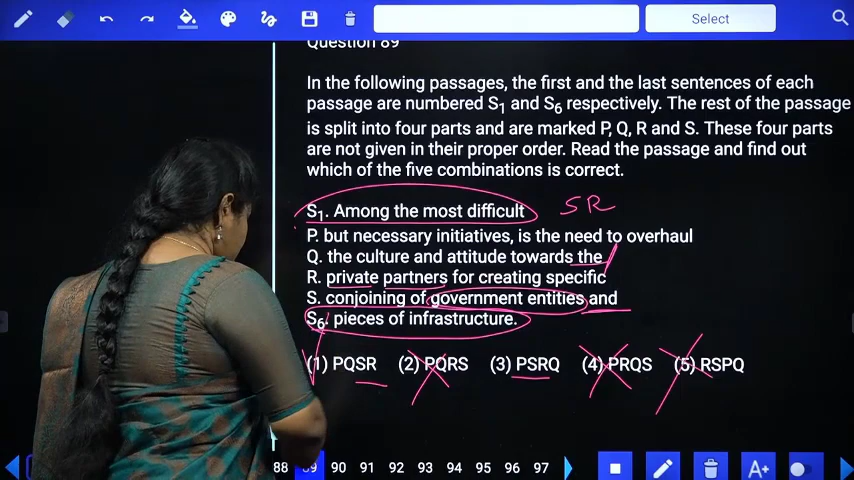 Select
Question 89
In the following passages, the first and the last sentences of each
passage are numbered S1 and S6 respectively. The rest of the passage
is split into four parts and are marked P, Q, R and S. These four parts
are not given in their proper order. Read the passage and find out
which of the five combinations is correct.
S1. Among the most difficult SR
P. but necessary initiatives, is the need to overhaul
Q. the culture and attitude towards the
R. private partners for creating specific
S. conjoining of government entities and
S6. pieces of infrastructure.
(1) PQSR (2) PQRS (3) PSRQ (4) PRQS (5) RSPQ
88 89 90 91 92 93 94 95 96 97 A+